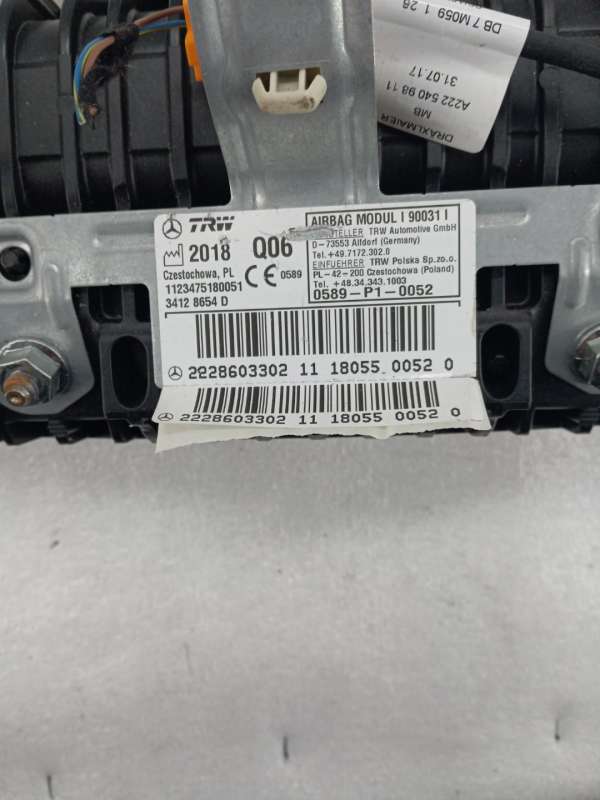 DB 7 M059 1 26
A222 540 98 11
31.07.17
MB
DRÄXLMAIER
TRW
2018 Q06
Czestochowa, PL
0589
1123475180051
3412 8654 D
AIRBAG MODUL I 90031 I
TRW Automotive GmbH
D-73553 Alfdorf (Germany)
Tel.+49.7172.302.0
EINFUEHRER TRW Polska Sp.zo.o.
PL-42-200 Czestochowa (Poland)
Tel. +48.34.343.1003
0589-P1-0052
2228603302 11 18055 0052 0
2228603302 11 18055 0052 0